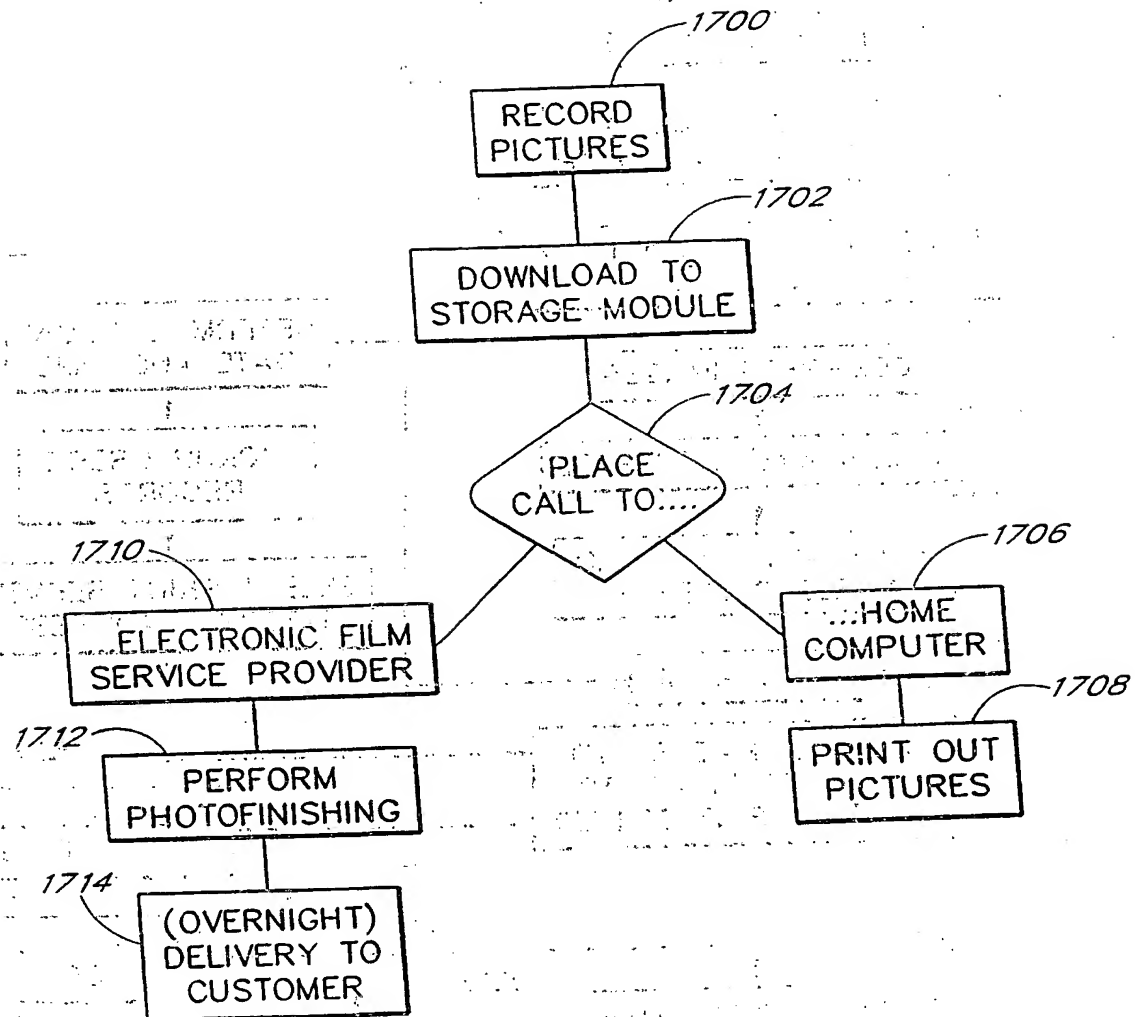 1700
RECORD
PICTURES
1702
DOWNLOAD TO
STORAGE MODULE
1704
PLACE
CALL TO....
1710
...ELECTRONIC FILM
SERVICE PROVIDER
1706
...HOME
COMPUTER
1712
PERFORM
PHOTOFINISHING
1708
PRINT OUT
PICTURES
1714
(OVERNIGHT)
DELIVERY TO
CUSTOMER